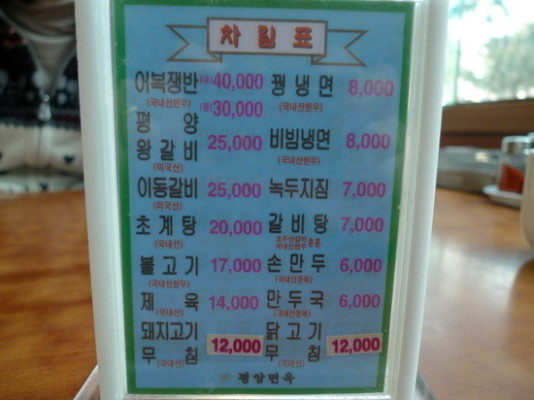 차림표
어복쟁반 (대) 40,000
(국내산한우) (중) 30,000
평양
왕갈비 25,000
(미국산)
이동갈비 25,000
(미국산)
초계탕 20,000
(국내산)
불고기 17,000
(국내산한우)
제육 14,000
(국내산)
돼지고기
무침 12,000
(국내산)
꿩냉면 8,000
(국내산한우)
비빔냉면 8,000
(국내산한우)
녹두지짐 7,000
갈비탕 7,000
호주산갈비
국내산한우 혼용
손만두 6,000
(국내산돈육)
만두국 6,000
(국내산돈육)
닭고기
무침 12,000
(국내산)
평양면옥